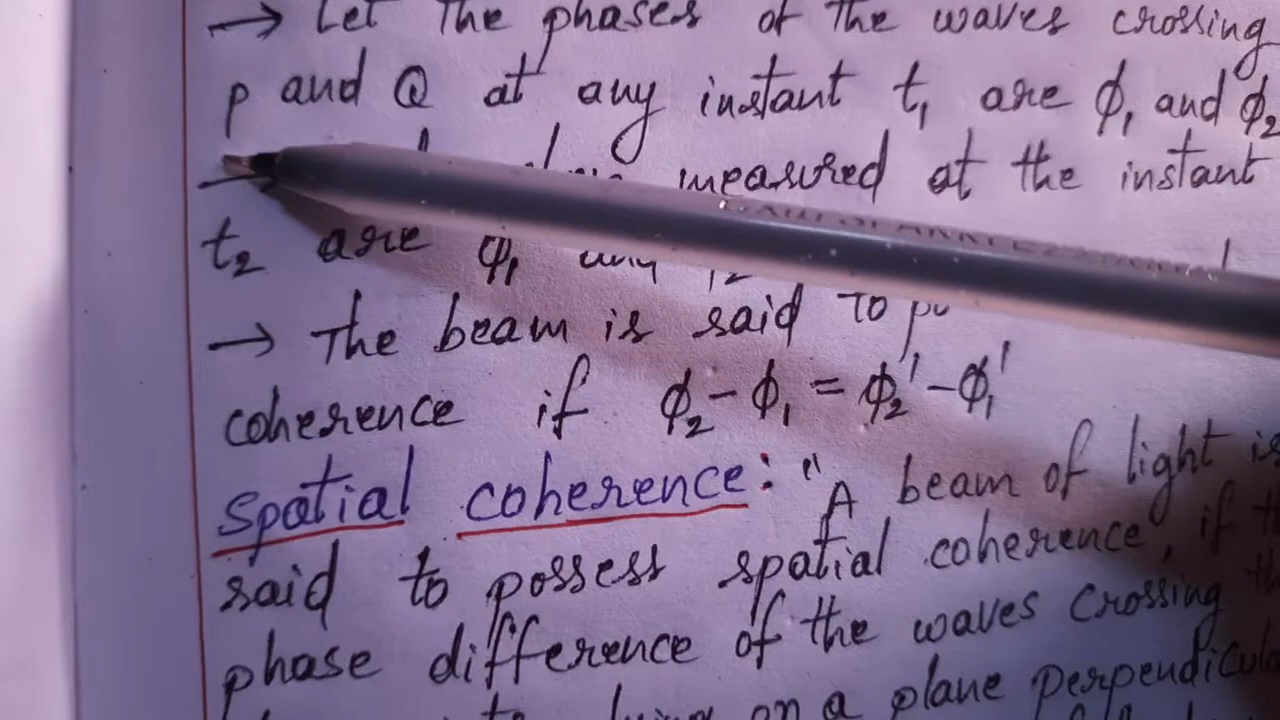 → Let the phases of the waves crossing
P and Q at any instant t₁ are ϕ₁ and ϕ₂
measured at the instant
t₂ are ϕ₁
→ The beam is said to
coherence if ϕ₂-ϕ₁ = ϕ₂'-ϕ₁'
Spatial coherence: "A beam of light is
said to possess spatial coherence, if
phase difference of the waves crossing
on a plane